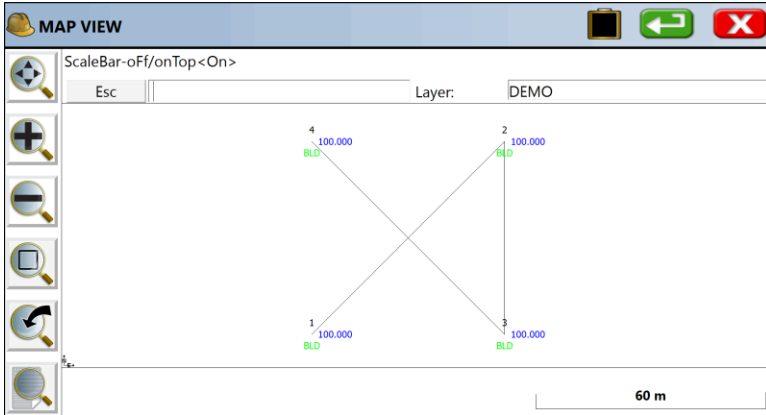 MAP VIEW
ScaleBar-oFf/onTop<On>
Esc
Layer:
DEMO
4
100.000
BLD
2
100.000
BLD
1
100.000
BLD
3
100.000
BLD
60 m